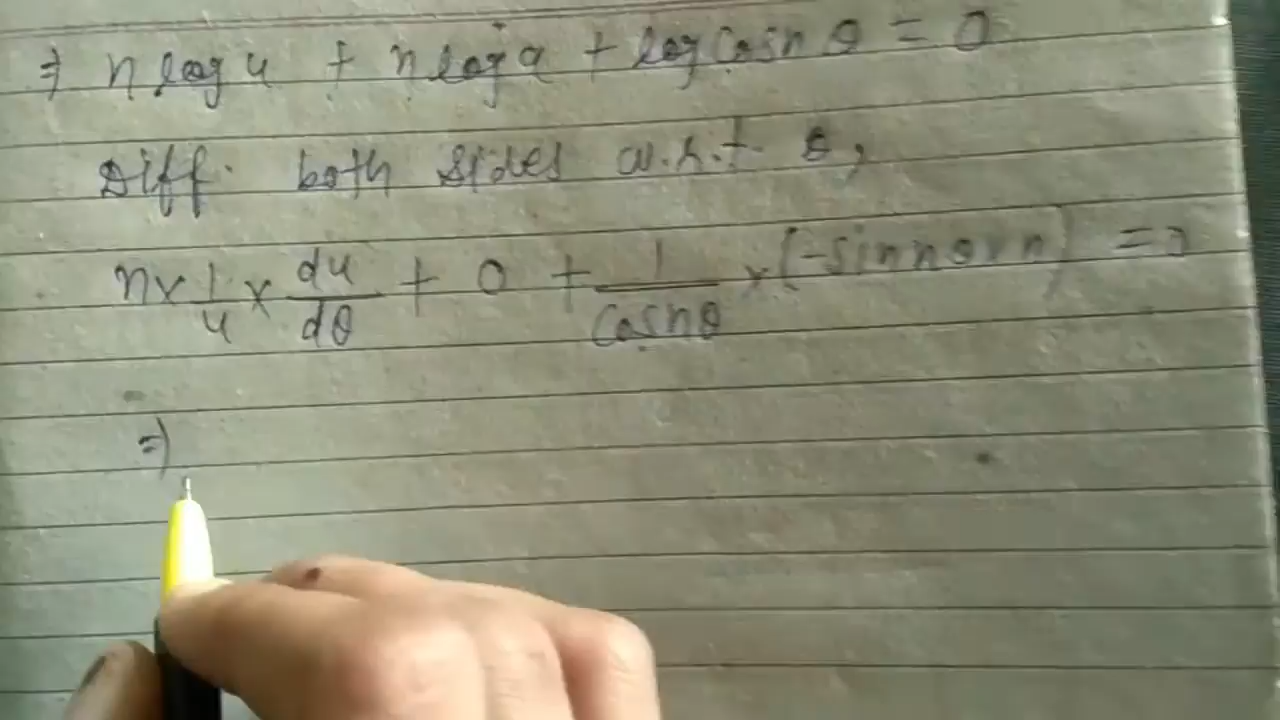 ⇒ n log u + n log a + log cos nθ = 0
Diff. both sides w.r.t. θ,
n × 1/u × du/dθ + 0 + 1/cos nθ × (-sin nθ × n) = 0
⇒